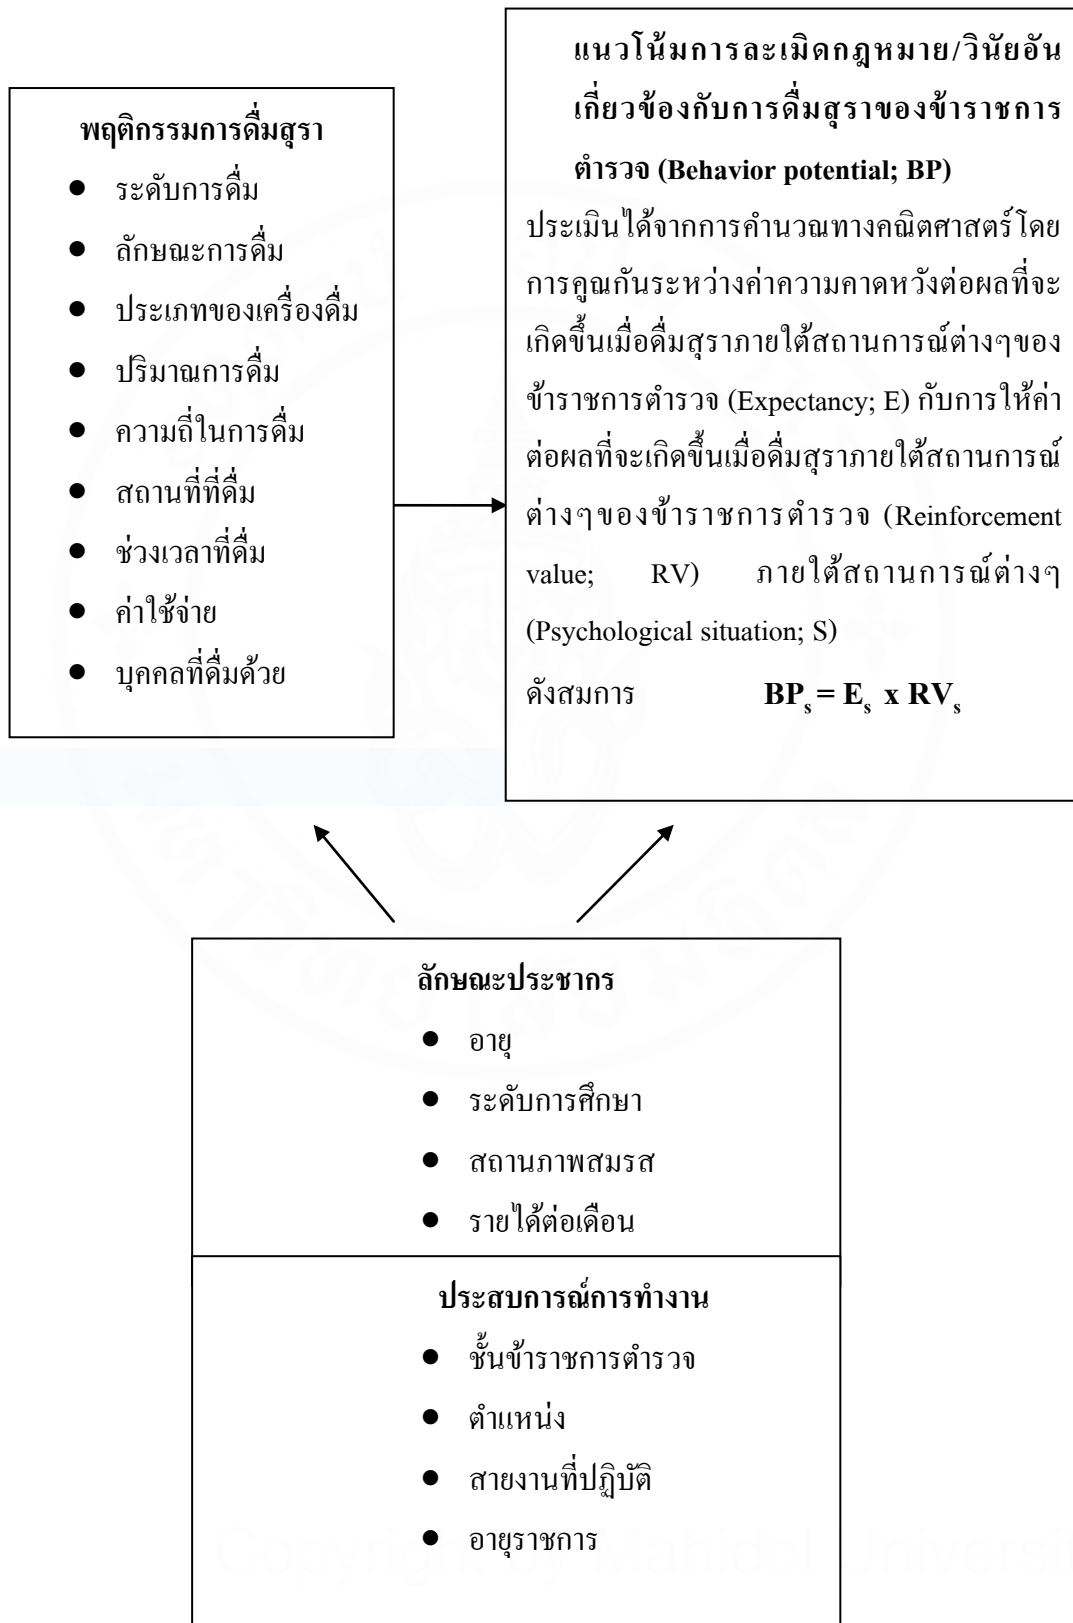 พฤติกรรมการดื่มสุรา
● ระดับการดื่ม
● ลักษณะการดื่ม
● ประเภทของเครื่องดื่ม
● ปริมาณการดื่ม
● ความถี่ในการดื่ม
● สถานที่ที่ดื่ม
● ช่วงเวลาที่ดื่ม
● ค่าใช้จ่าย
● บุคคลที่ดื่มด้วย
แนวโน้มการละเมิดกฎหมาย/วินัยอัน
เกี่ยวข้องกับการดื่มสุราของข้าราชการ
ตำรวจ (Behavior potential; BP)
ประเมินได้จากการคำนวณทางคณิตศาสตร์โดย
การคูณกันระหว่างค่าความคาดหวังต่อผลที่จะ
เกิดขึ้นเมื่อดื่มสุราภายใต้สถานการณ์ต่างๆของ
ข้าราชการตำรวจ (Expectancy; E) กับการให้ค่า
ต่อผลที่จะเกิดขึ้นเมื่อดื่มสุราภายใต้สถานการณ์
ต่างๆของข้าราชการตำรวจ (Reinforcement
value; RV) ภายใต้สถานการณ์ต่างๆ
(Psychological situation; S)
ดังสมการ BPs = Es x RVs
ลักษณะประชากร
● อายุ
● ระดับการศึกษา
● สถานภาพสมรส
● รายได้ต่อเดือน
ประสบการณ์การทำงาน
● ชั้นข้าราชการตำรวจ
● ตำแหน่ง
● สายงานที่ปฏิบัติ
● อายุราชการ
Copyright by Mahidol Universit